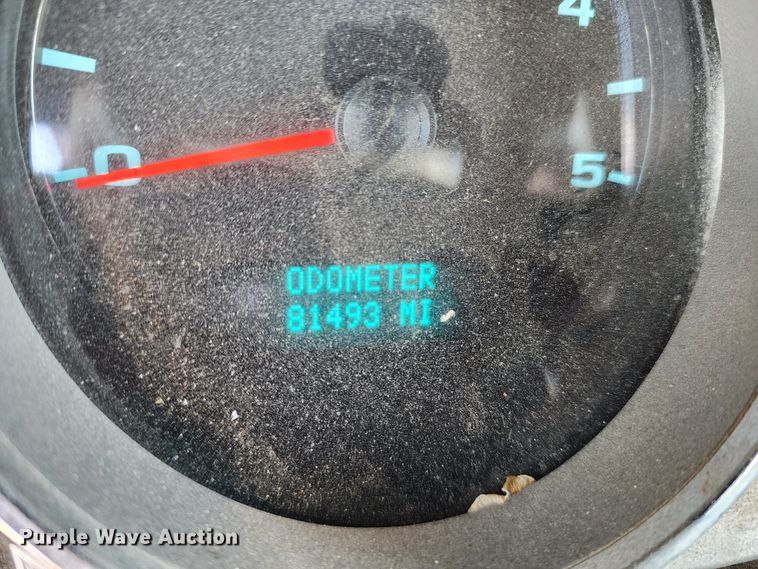 4
0
5
ODOMETER
81493 MI
Purple Wave Auction